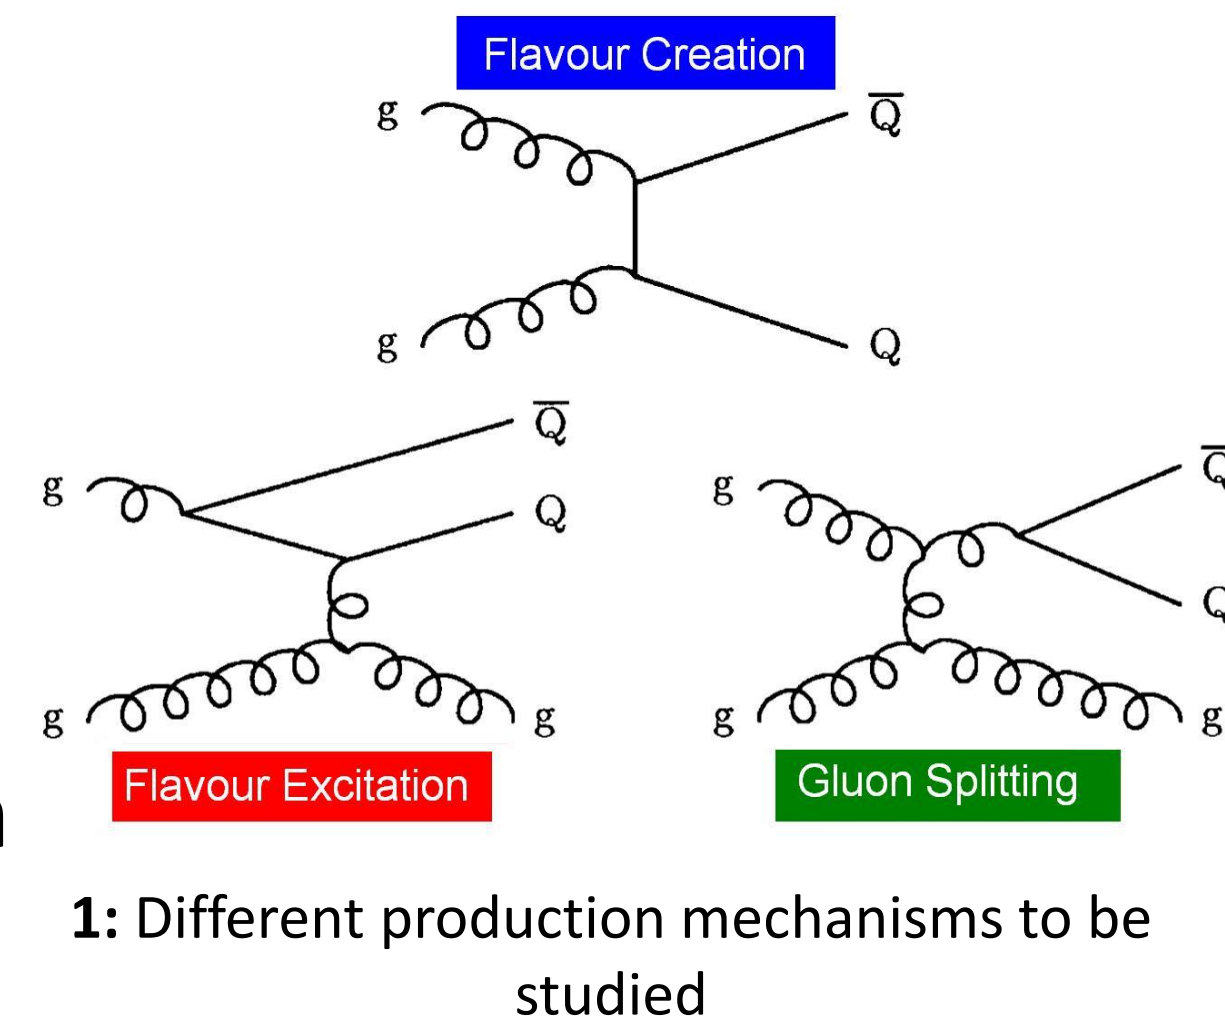 Flavour Creation
g
Q̅
g
Q
Q̅
g
Q
g
g
Flavour Excitation
g
g
g
Gluon Splitting
1: Different production mechanisms to be
studied